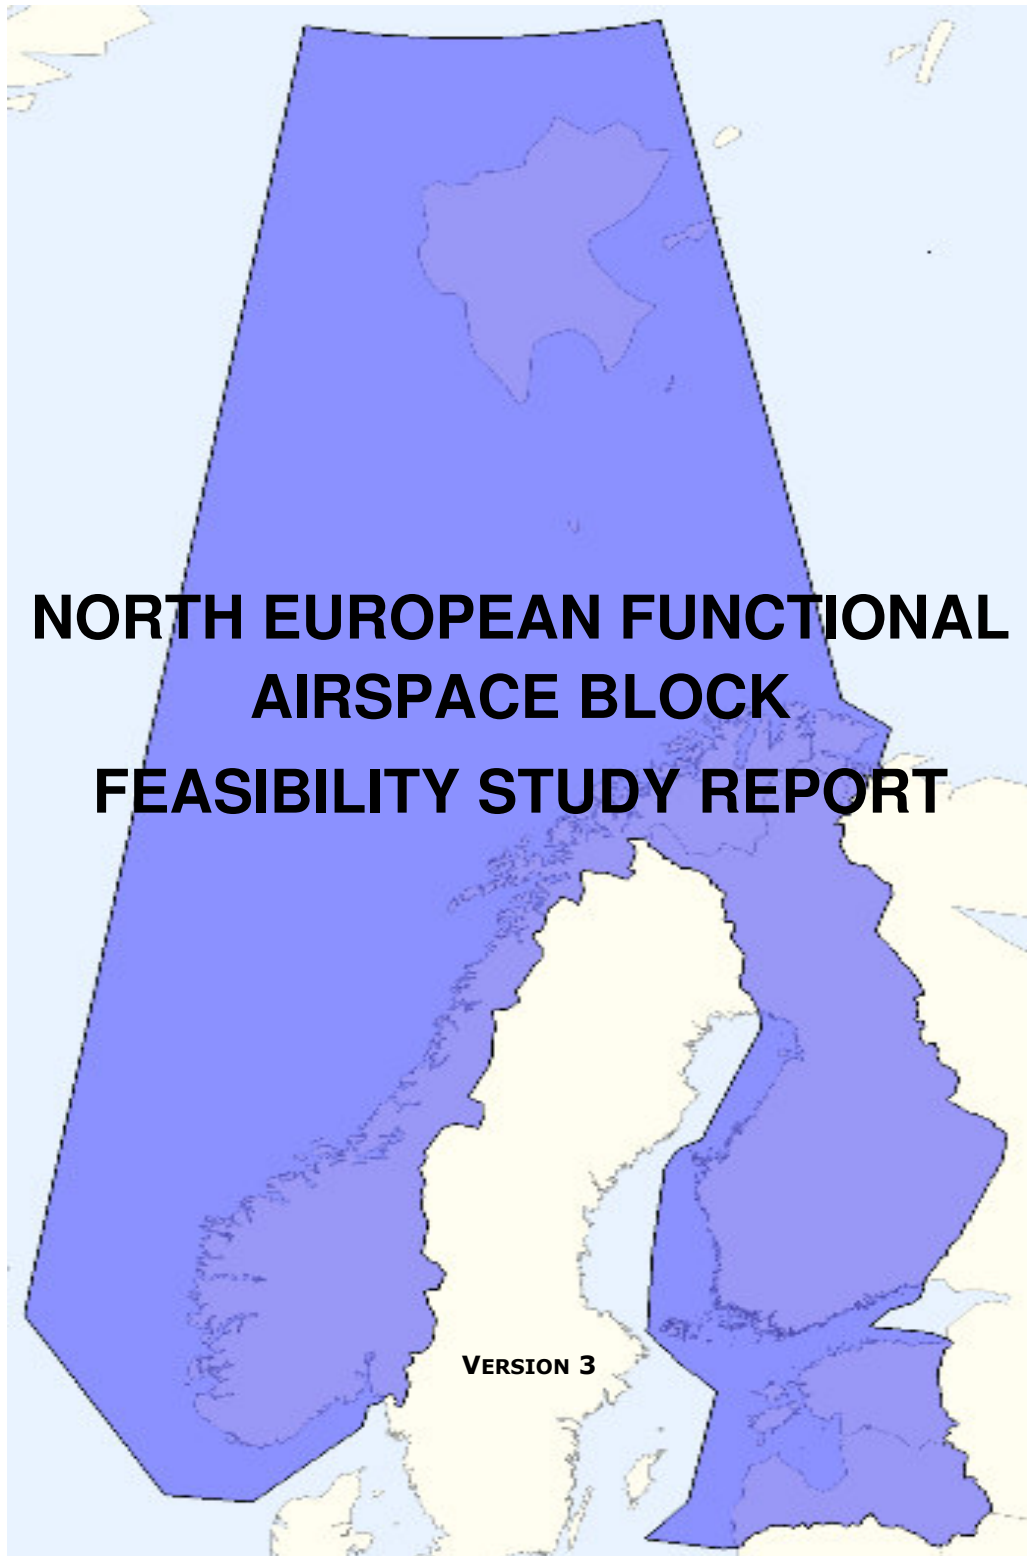 NORTH EUROPEAN FUNCTIONAL
AIRSPACE BLOCK
FEASIBILITY STUDY REPORT
VERSION 3